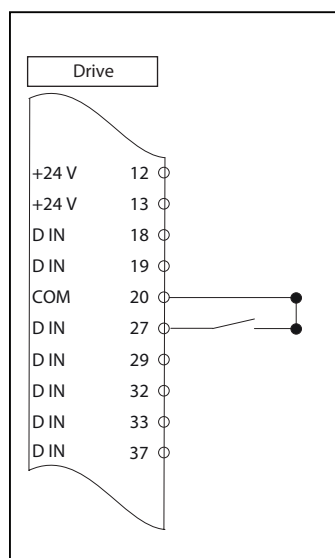 Drive
+24 V 12
+24 V 13
D IN 18
D IN 19
COM 20
D IN 27
D IN 29
D IN 32
D IN 33
D IN 37